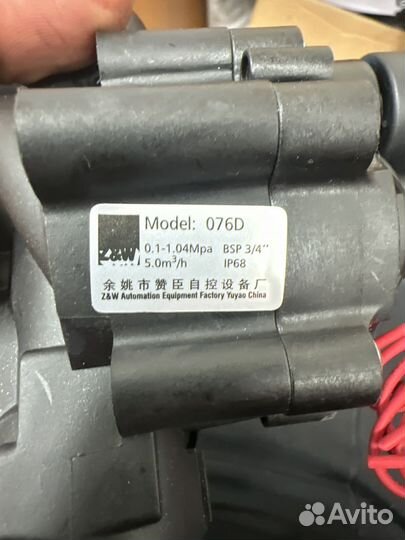 Model: 076D
Z&W
0.1-1.04Mpa BSP 3/4''
5.0m³/h IP68
余姚市赞臣自控设备厂
Z&W Automation Equipment Factory Yuyao China
Avito